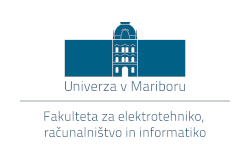 Univerza v Mariboru
Fakulteta za elektrotehniko,
računalništvo in informatiko